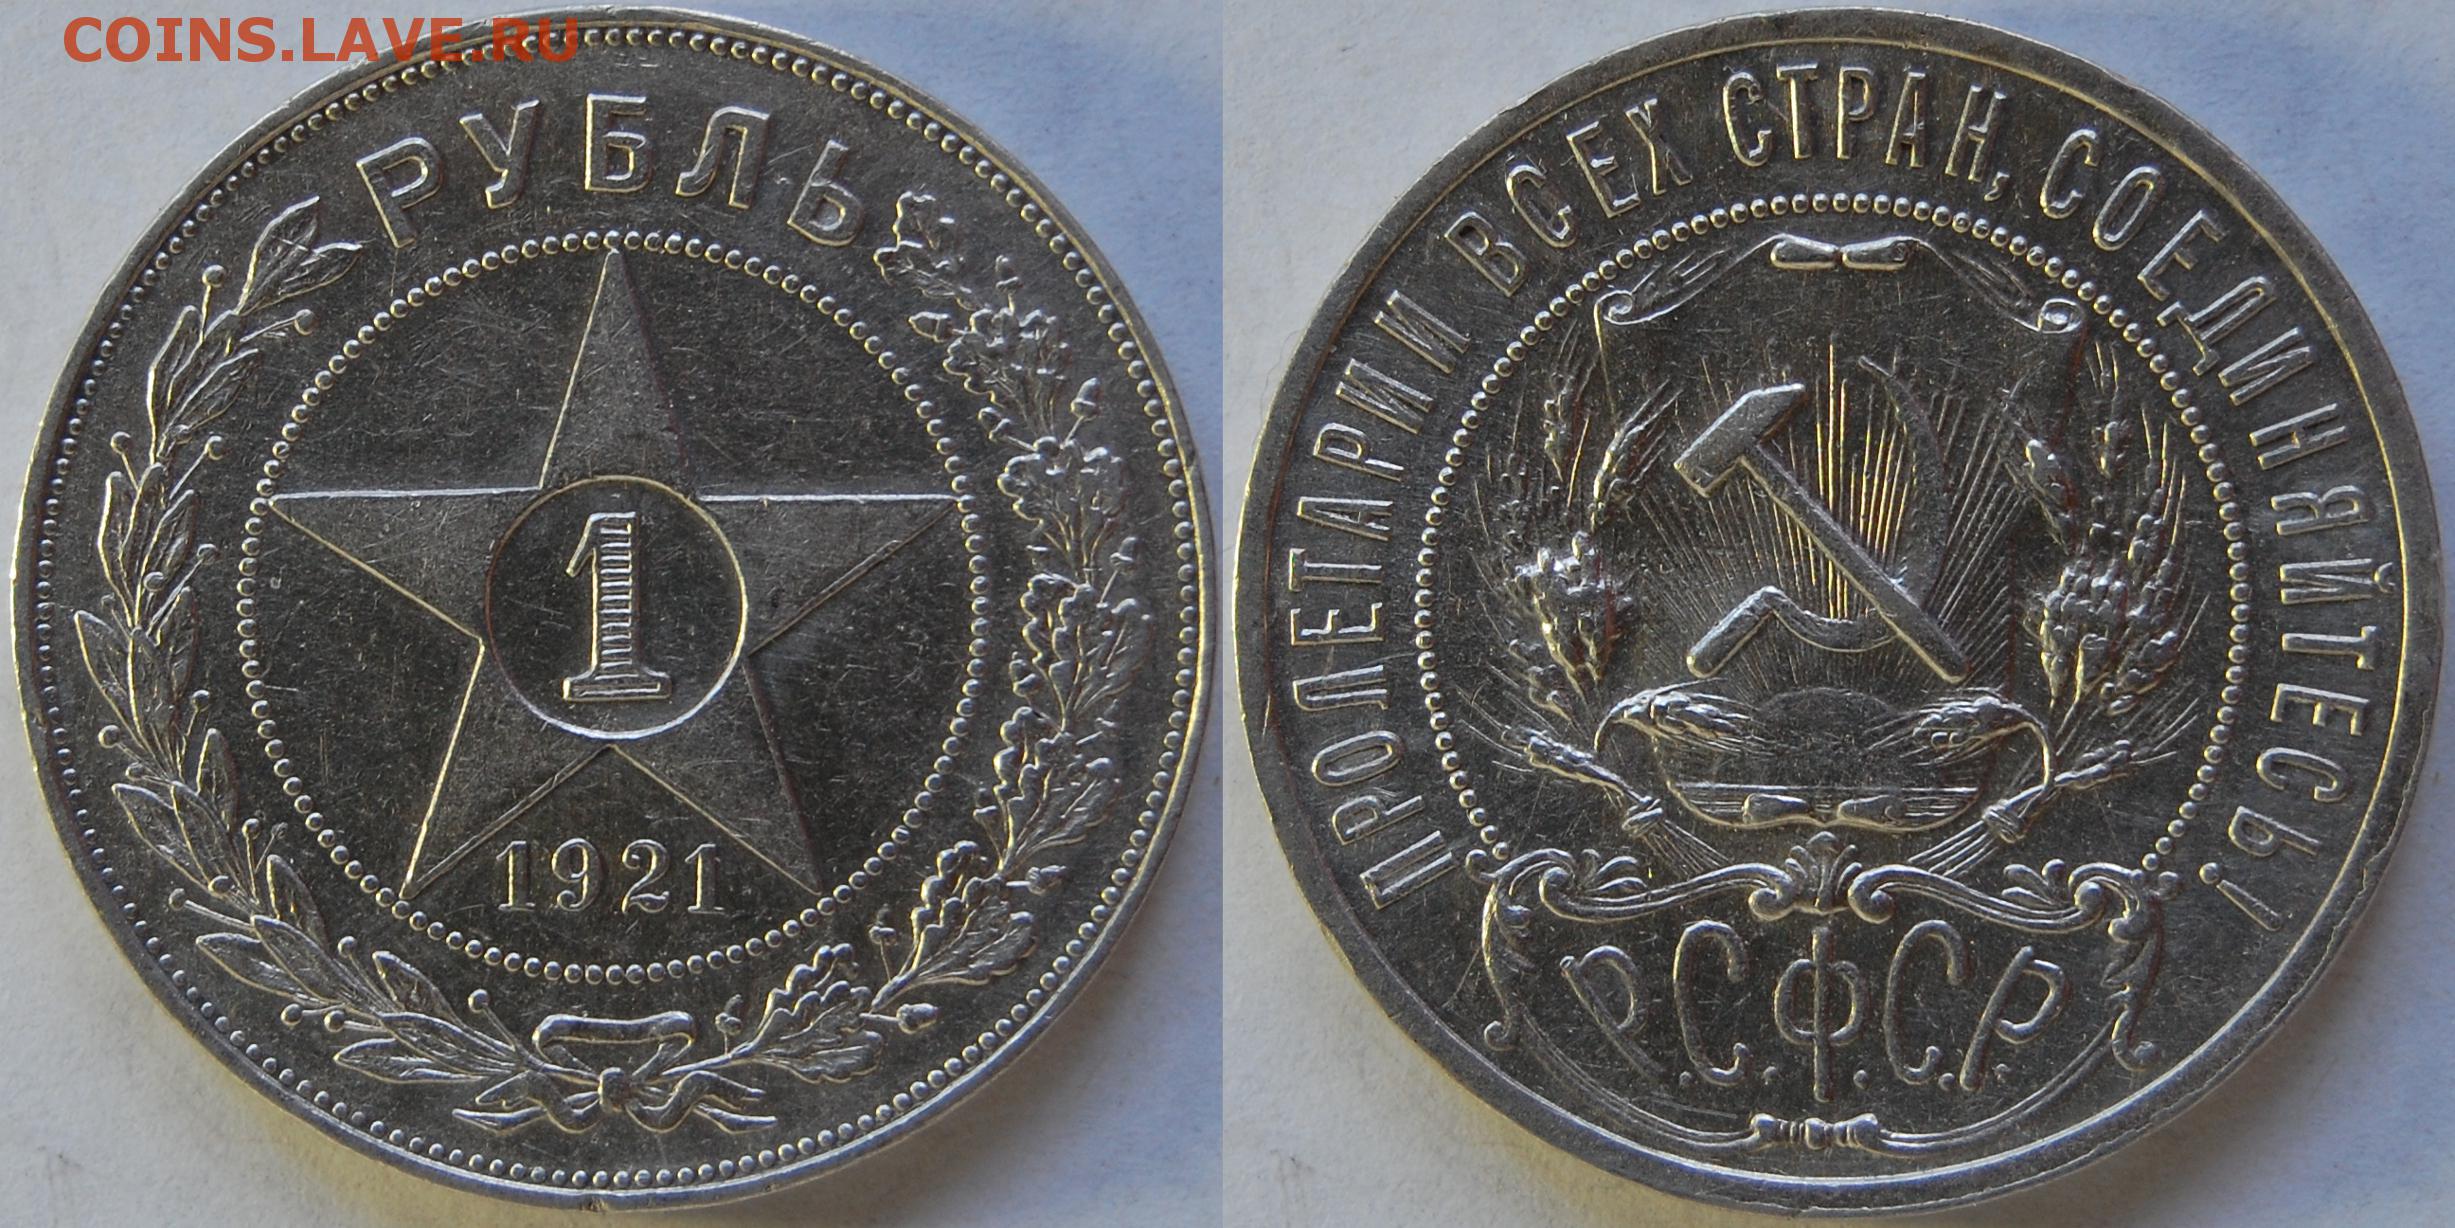 COINS.LAVE.RU
РУБЛЬ
1
1921
ПРОЛЕТАРИИ ВСЕХ СТРАН, СОЕДИНЯЙТЕСЬ!
Р.С.Ф.С.Р.